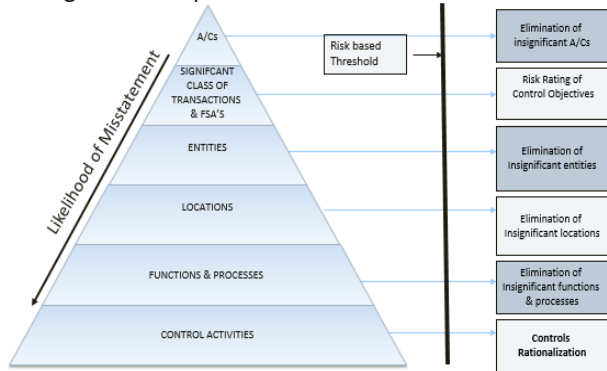 A/Cs
SIGNIFCANT
CLASS OF
TRANSACTIONS
& FSA'S
ENTITIES
LOCATIONS
FUNCTIONS & PROCESSES
CONTROL ACTIVITIES
Likelihood of Misstatement
Risk based
Threshold
Elimination of
insignificant A/Cs
Risk Rating of
Control Objectives
Elimination of
Insignificant entities
Elimination of
Insignificant locations
Elimination of
Insignificant functions
& processes
Controls
Rationalization